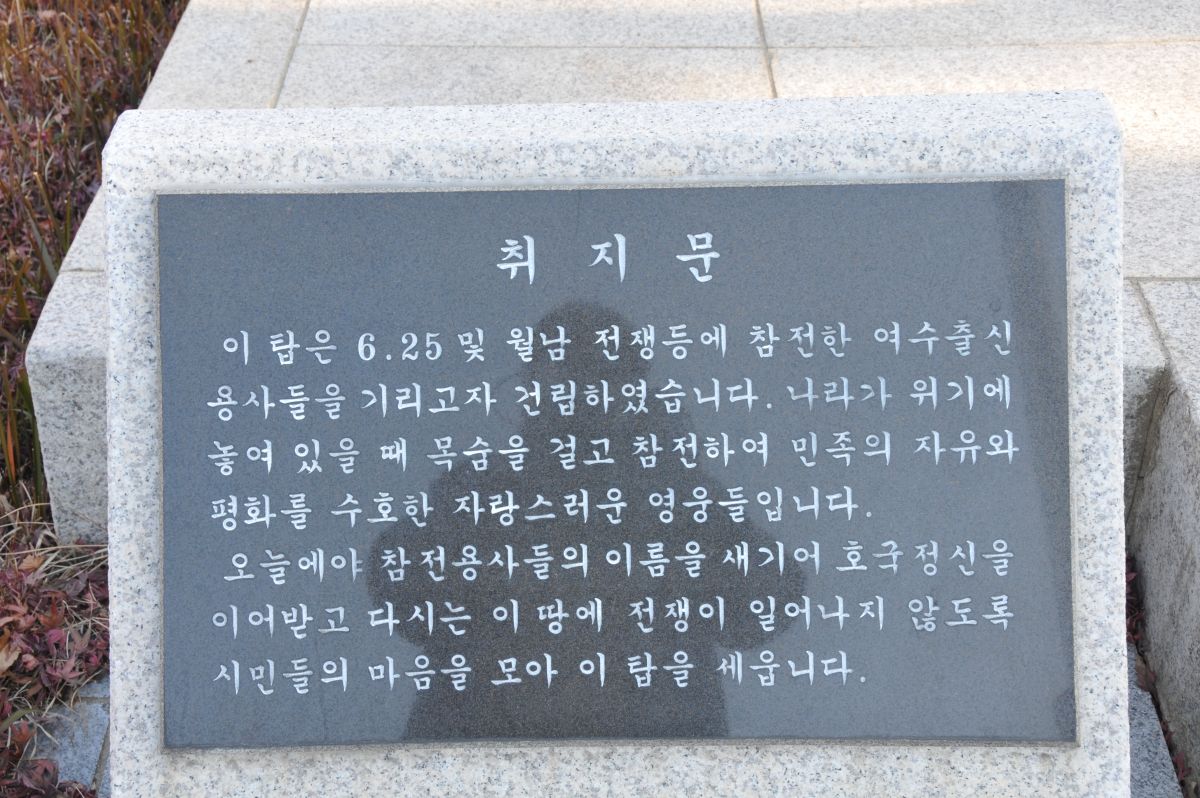 취 지 문
이 탑은 6.25 및 월남 전쟁등에 참전한 여수출신
용사들을 기리고자 건립하였습니다. 나라가 위기에
놓여 있을 때 목숨을 걸고 참전하여 민족의 자유와
평화를 수호한 자랑스러운 영웅들입니다.
오늘에야 참전용사들의 이름을 새기어 호국정신을
이어받고 다시는 이 땅에 전쟁이 일어나지 않도록
시민들의 마음을 모아 이 탑을 세웁니다.